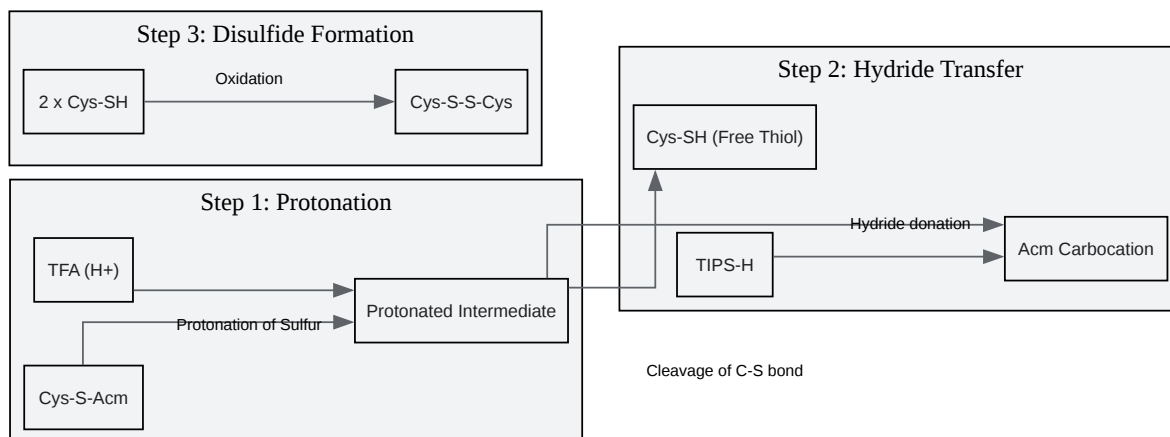 Step 3: Disulfide Formation
Oxidation
2 x Cys-SH
Cys-S-S-Cys
Step 2: Hydride Transfer
Cys-SH (Free Thiol)
Hydride donation
TIPS-H
Acm Carbocation
Step 1: Protonation
TFA (H+)
Protonated Intermediate
Protonation of Sulfur
Cys-S-Acm
Cleavage of C-S bond